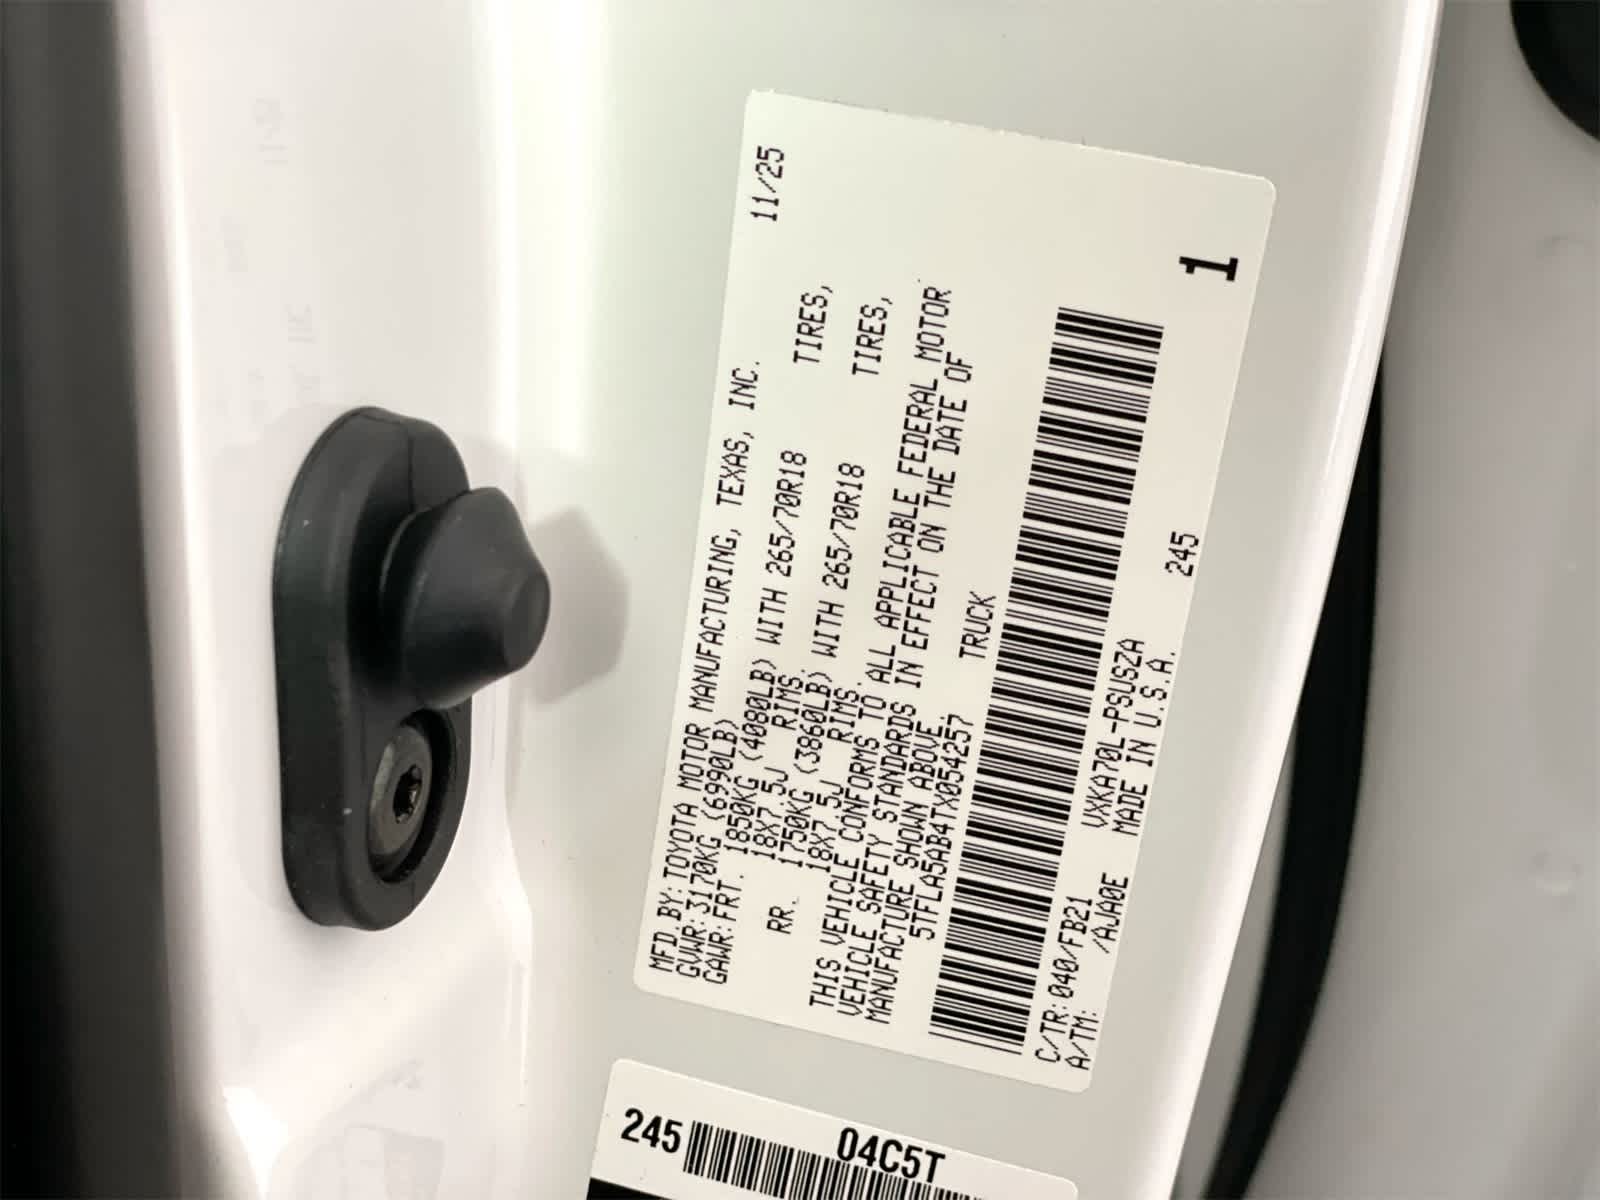 11/25
MFD BY: TOYOTA MOTOR MANUFACTURING, TEXAS, INC.
GVWR: 3170KG (6990LB)
GAWR: FRT. 1850KG (4080LB) WITH 265/70R18 TIRES,
18X7.5J RIMS.
RR. 1750KG (3860LB) WITH 265/70R18 TIRES,
18X7.5J RIMS.
THIS VEHICLE CONFORMS TO ALL APPLICABLE FEDERAL MOTOR
VEHICLE SAFETY STANDARDS IN EFFECT ON THE DATE OF
MANUFACTURE SHOWN ABOVE.
5TFLA5AB4TX054257 TRUCK
1
C/TR: 040/FB21 VXKA70L-PSUSZA 245
A/TM: /AJA0E MADE IN U.S.A.
245 04C5T